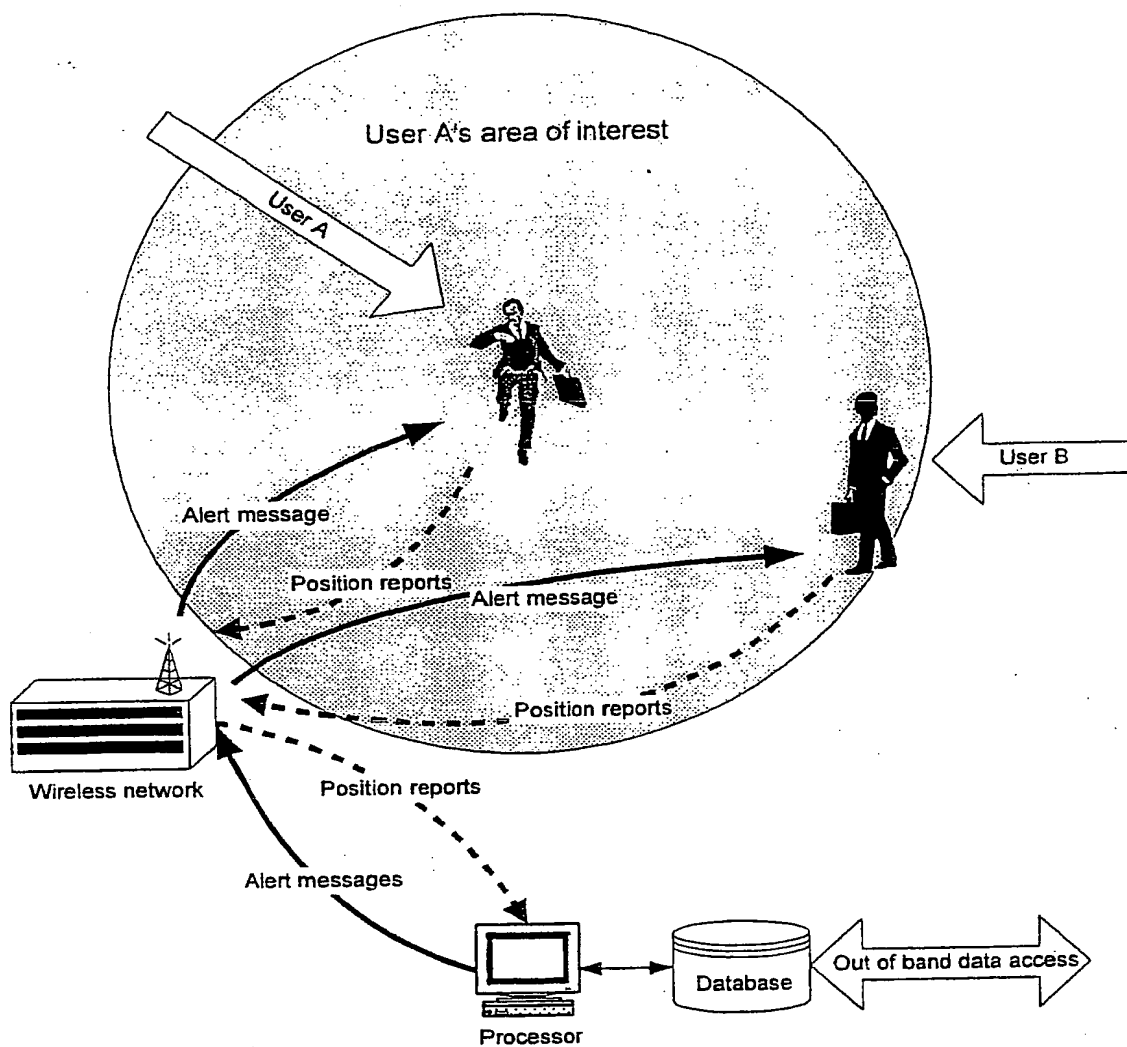 User A's area of interest
User A
User B
Alert message
Position reports
Alert message
Position reports
Wireless network
Position reports
Alert messages
Out of band data access
Database
Processor